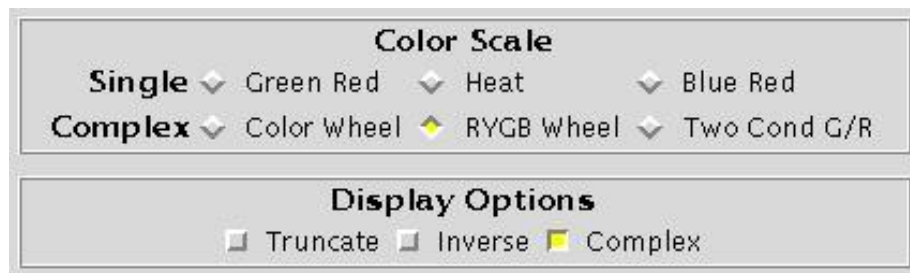 Color Scale
Single Green Red Heat Blue Red
Complex Color Wheel RYGB Wheel Two Cond G/R
Display Options
Truncate Inverse Complex